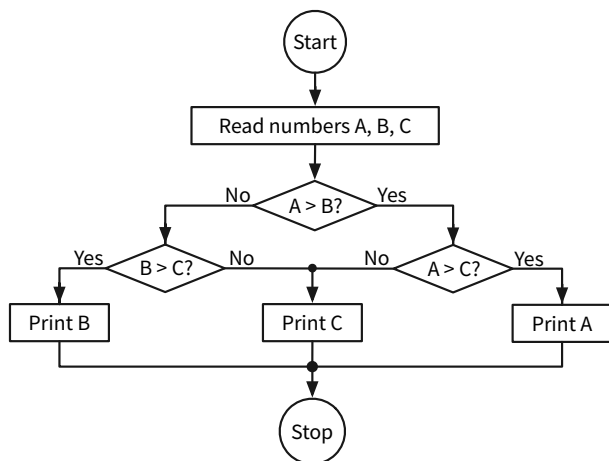 Start
Read numbers A, B, C
No
A > B?
Yes
Yes
B > C?
No
No
A > C?
Yes
Print B
Print C
Print A
Stop